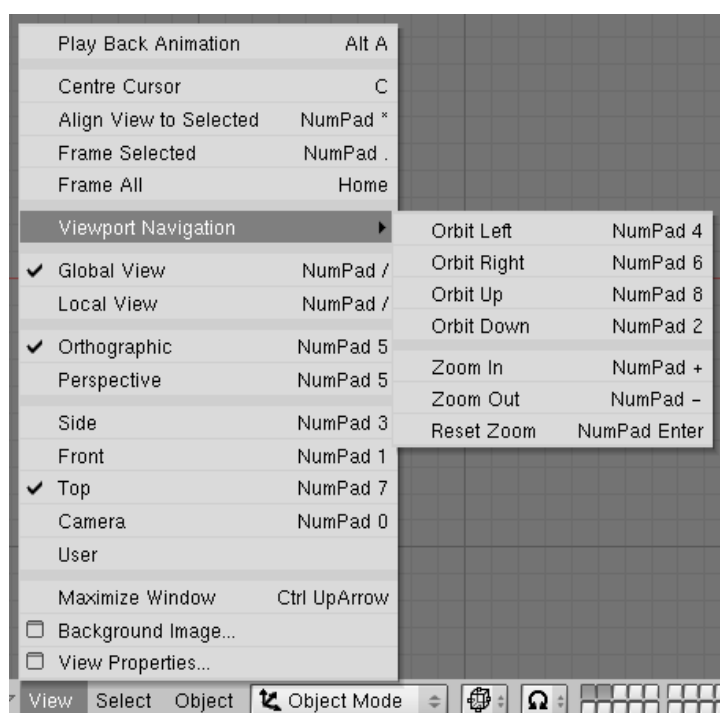 Play Back Animation Alt A
Centre Cursor C
Align View to Selected NumPad *
Frame Selected NumPad .
Frame All Home
Viewport Navigation
Orbit Left NumPad 4
Orbit Right NumPad 6
Orbit Up NumPad 8
Orbit Down NumPad 2
Zoom In NumPad +
Zoom Out NumPad -
Reset Zoom NumPad Enter
Global View NumPad /
Local View NumPad /
Orthographic NumPad 5
Perspective NumPad 5
Side NumPad 3
Front NumPad 1
Top NumPad 7
Camera NumPad 0
User
Maximize Window Ctrl UpArrow
Background Image...
View Properties...
View Select Object Object Mode